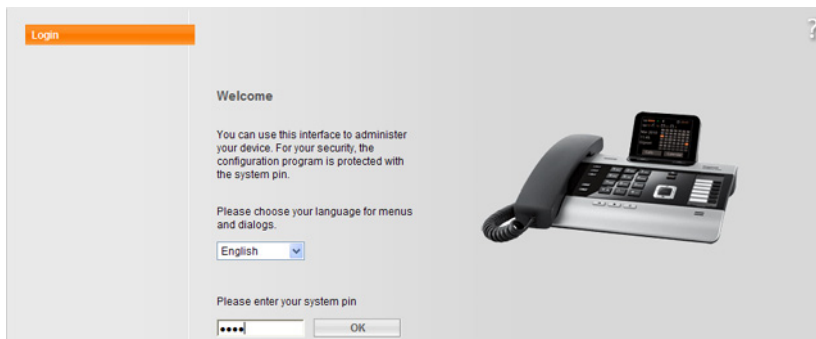 Login
?
Welcome
You can use this interface to administer
your device. For your security, the
configuration program is protected with
the system pin.
Please choose your language for menus
and dialogs.
English
Please enter your system pin
••••
OK